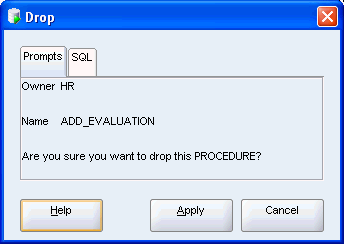 Drop
Prompts SQL
Owner HR
Name ADD_EVALUATION
Are you sure you want to drop this PROCEDURE?
Help Apply Cancel